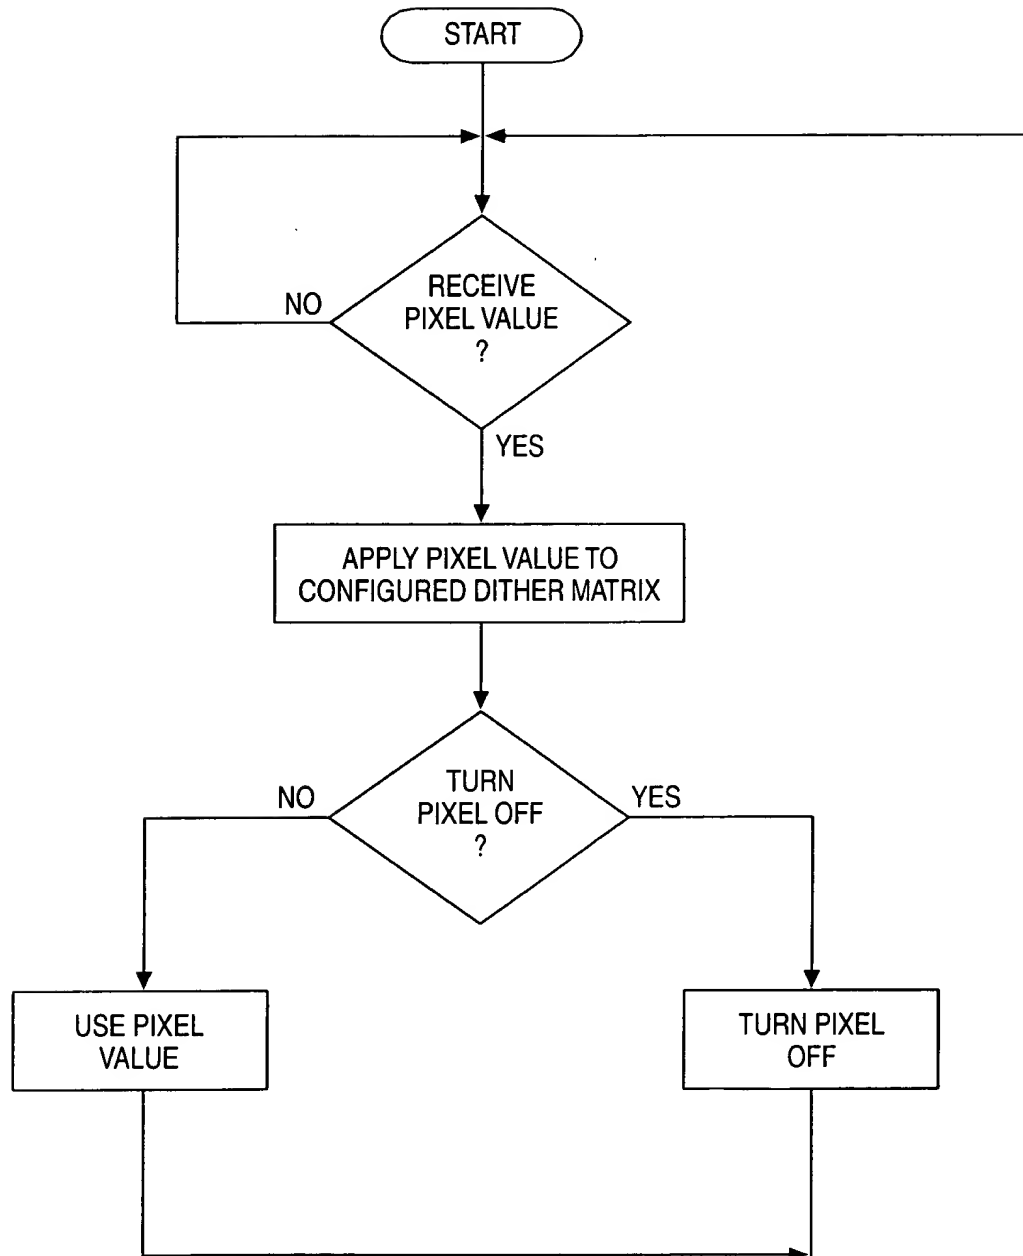 START
RECEIVE
PIXEL VALUE
?
NO
YES
APPLY PIXEL VALUE TO
CONFIGURED DITHER MATRIX
TURN
PIXEL OFF
?
NO
YES
USE PIXEL
VALUE
TURN PIXEL
OFF